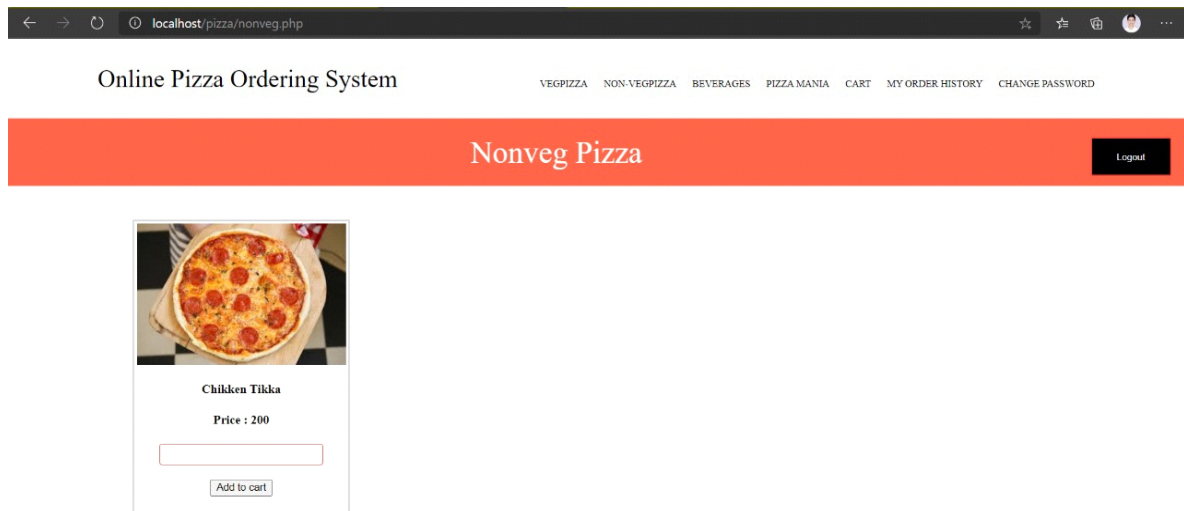 localhost/pizza/nonveg.php
Online Pizza Ordering System
VEGPIZZA NON-VEGPIZZA BEVERAGES PIZZA MANIA CART MY ORDER HISTORY CHANGE PASSWORD
Nonveg Pizza
Logout
Chikken Tikka
Price : 200
Add to cart